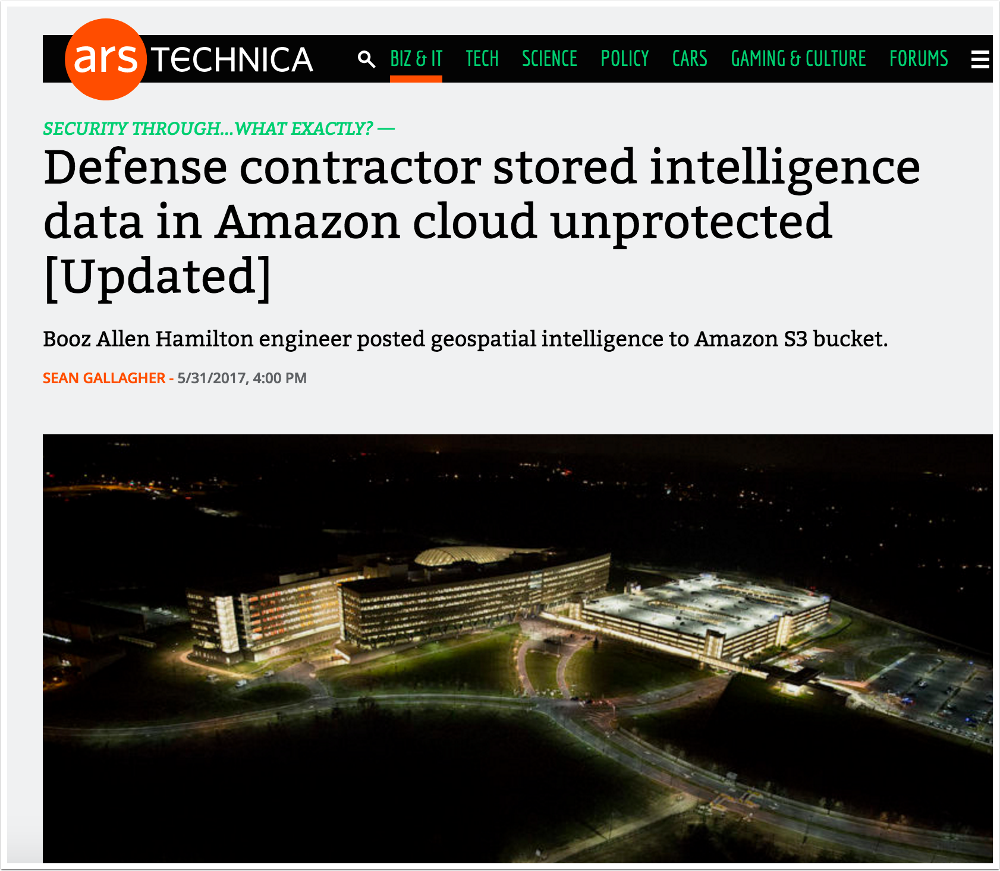 ars TECHNICA BIZ & IT TECH SCIENCE POLICY CARS GAMING & CULTURE FORUMS
SECURITY THROUGH...WHAT EXACTLY? —
Defense contractor stored intelligence
data in Amazon cloud unprotected
[Updated]
Booz Allen Hamilton engineer posted geospatial intelligence to Amazon S3 bucket.
SEAN GALLAGHER - 5/31/2017, 4:00 PM